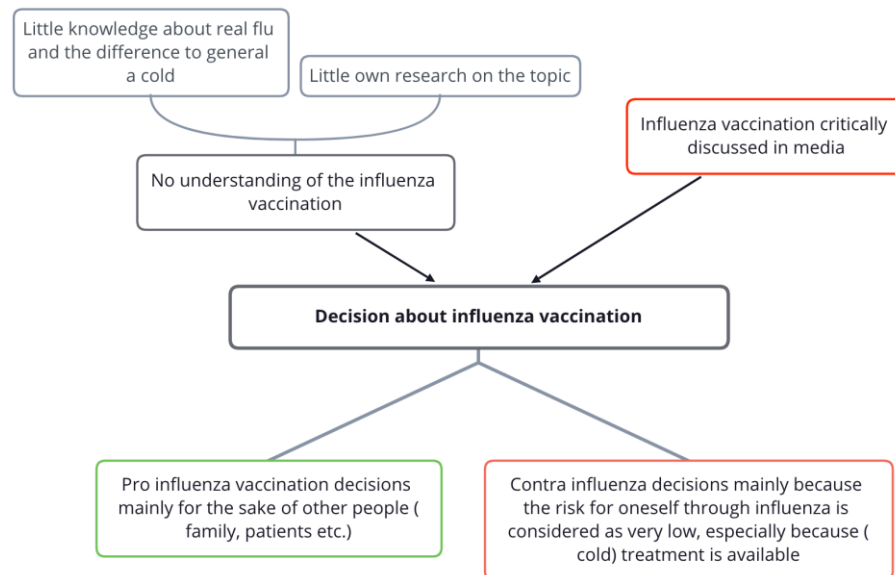 Little knowledge about real flu
and the difference to general
a cold
Little own research on the topic
Influenza vaccination critically
discussed in media
No understanding of the influenza
vaccination
Decision about influenza vaccination
Pro influenza vaccination decisions
mainly for the sake of other people (
family, patients etc.)
Contra influenza decisions mainly because
the risk for oneself through influenza is
considered as very low, especially because (
cold) treatment is available